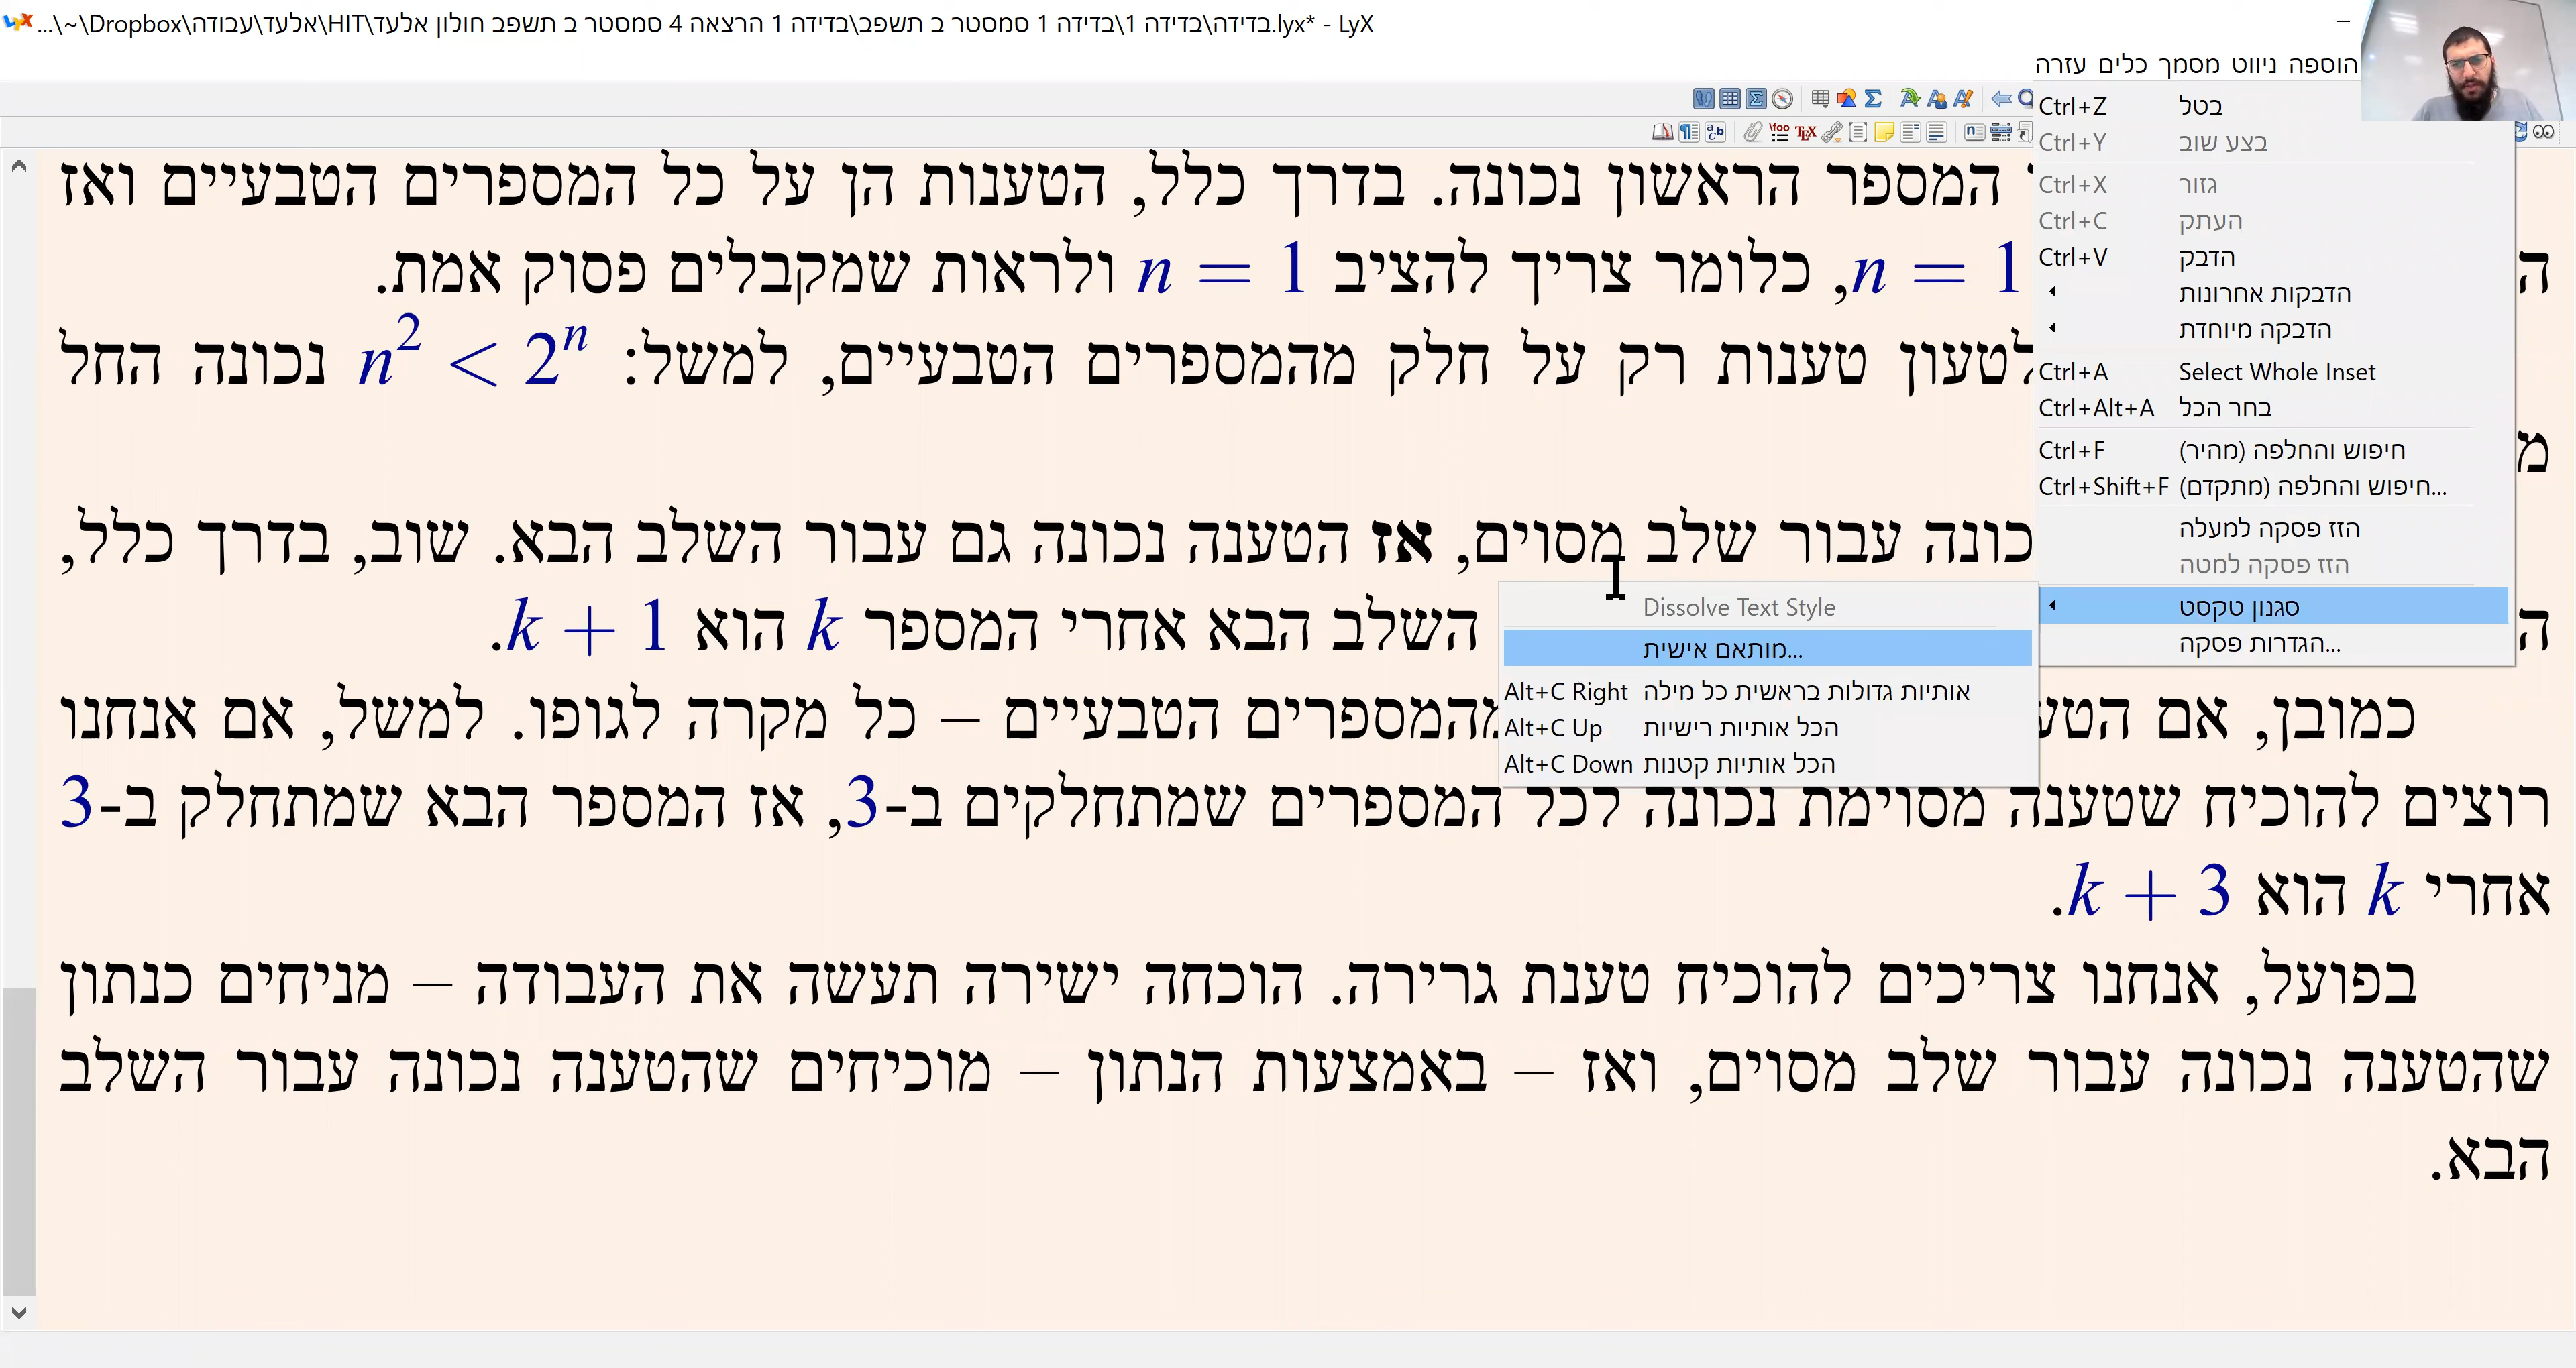 ...\~\Dropbox\עבודה\אלעד\HIT\בדידה\בדידה 1\בדידה 1 סמסטר ב תשפב\בדידה 1 הרצאה 4 סמסטר ב תשפב חולון אלעד.lyx* - LyX
הוספה ניווט מסמך כלים עזרה
בטל Ctrl+Z
בצע שוב Ctrl+Y
גזור Ctrl+X
העתק Ctrl+C
הדבק Ctrl+V
הדבקות אחרונות
הדבקה מיוחדת
Select Whole Inset Ctrl+A
בחר הכל Ctrl+Alt+A
חיפוש והחלפה (מהיר) Ctrl+F
חיפוש והחלפה (מתקדם)... Ctrl+Shift+F
הזז פסקה למעלה
הזז פסקה למטה
סגנון טקסט
הגדרות פסקה...
Dissolve Text Style
מותאם אישית...
אותיות גדולות בראשית כל מילה Alt+C Right
הכל אותיות רישיות Alt+C Up
הכל אותיות קטנות Alt+C Down
המספר הראשון נכונה. בדרך כלל, הטענות הן על כל המספרים הטבעיים ואז
n = 1, כלומר צריך להציב n = 1 ולראות שמקבלים פסוק אמת.
לטעון טענות רק על חלק מהמספרים הטבעיים, למשל: n² < 2ⁿ נכונה החל
עבור שלב מסוים, אז הטענה נכונה גם עבור השלב הבא. שוב, בדרך כלל,
השלב הבא אחרי המספר k הוא k + 1.
כמובן, אם מהמספרים הטבעיים – כל מקרה לגופו. למשל, אם אנחנו
רוצים להוכיח שטענה מסוימת נכונה לכל המספרים שמתחלקים ב-3, אז המספר הבא שמתחלק ב-3
אחרי k הוא k + 3.
בפועל, אנחנו צריכים להוכיח טענת גרירה. הוכחה ישירה תעשה את העבודה – מניחים כנתון
שהטענה נכונה עבור שלב מסוים, ואז – באמצעות הנתון – מוכיחים שהטענה נכונה עבור השלב
הבא.